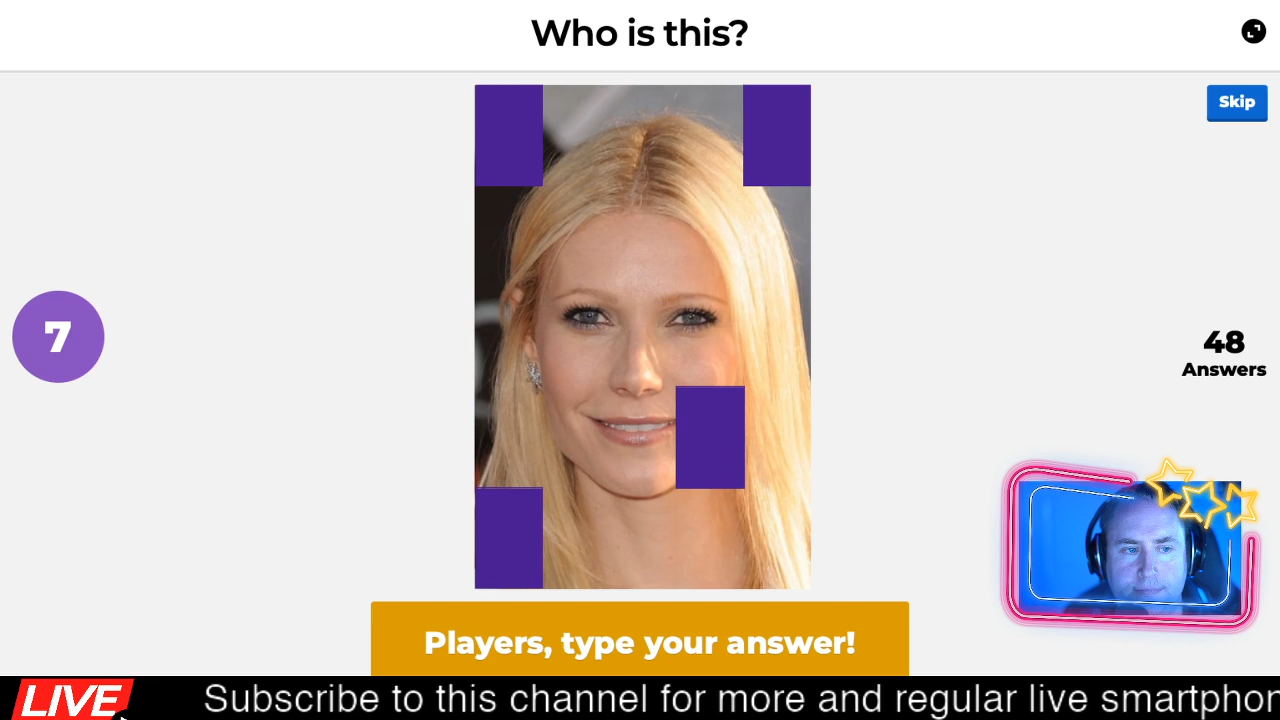 Who is this?
Skip
7
48
Answers
Players, type your answer!
LIVE
Subscribe to this channel for more and regular live smartphor